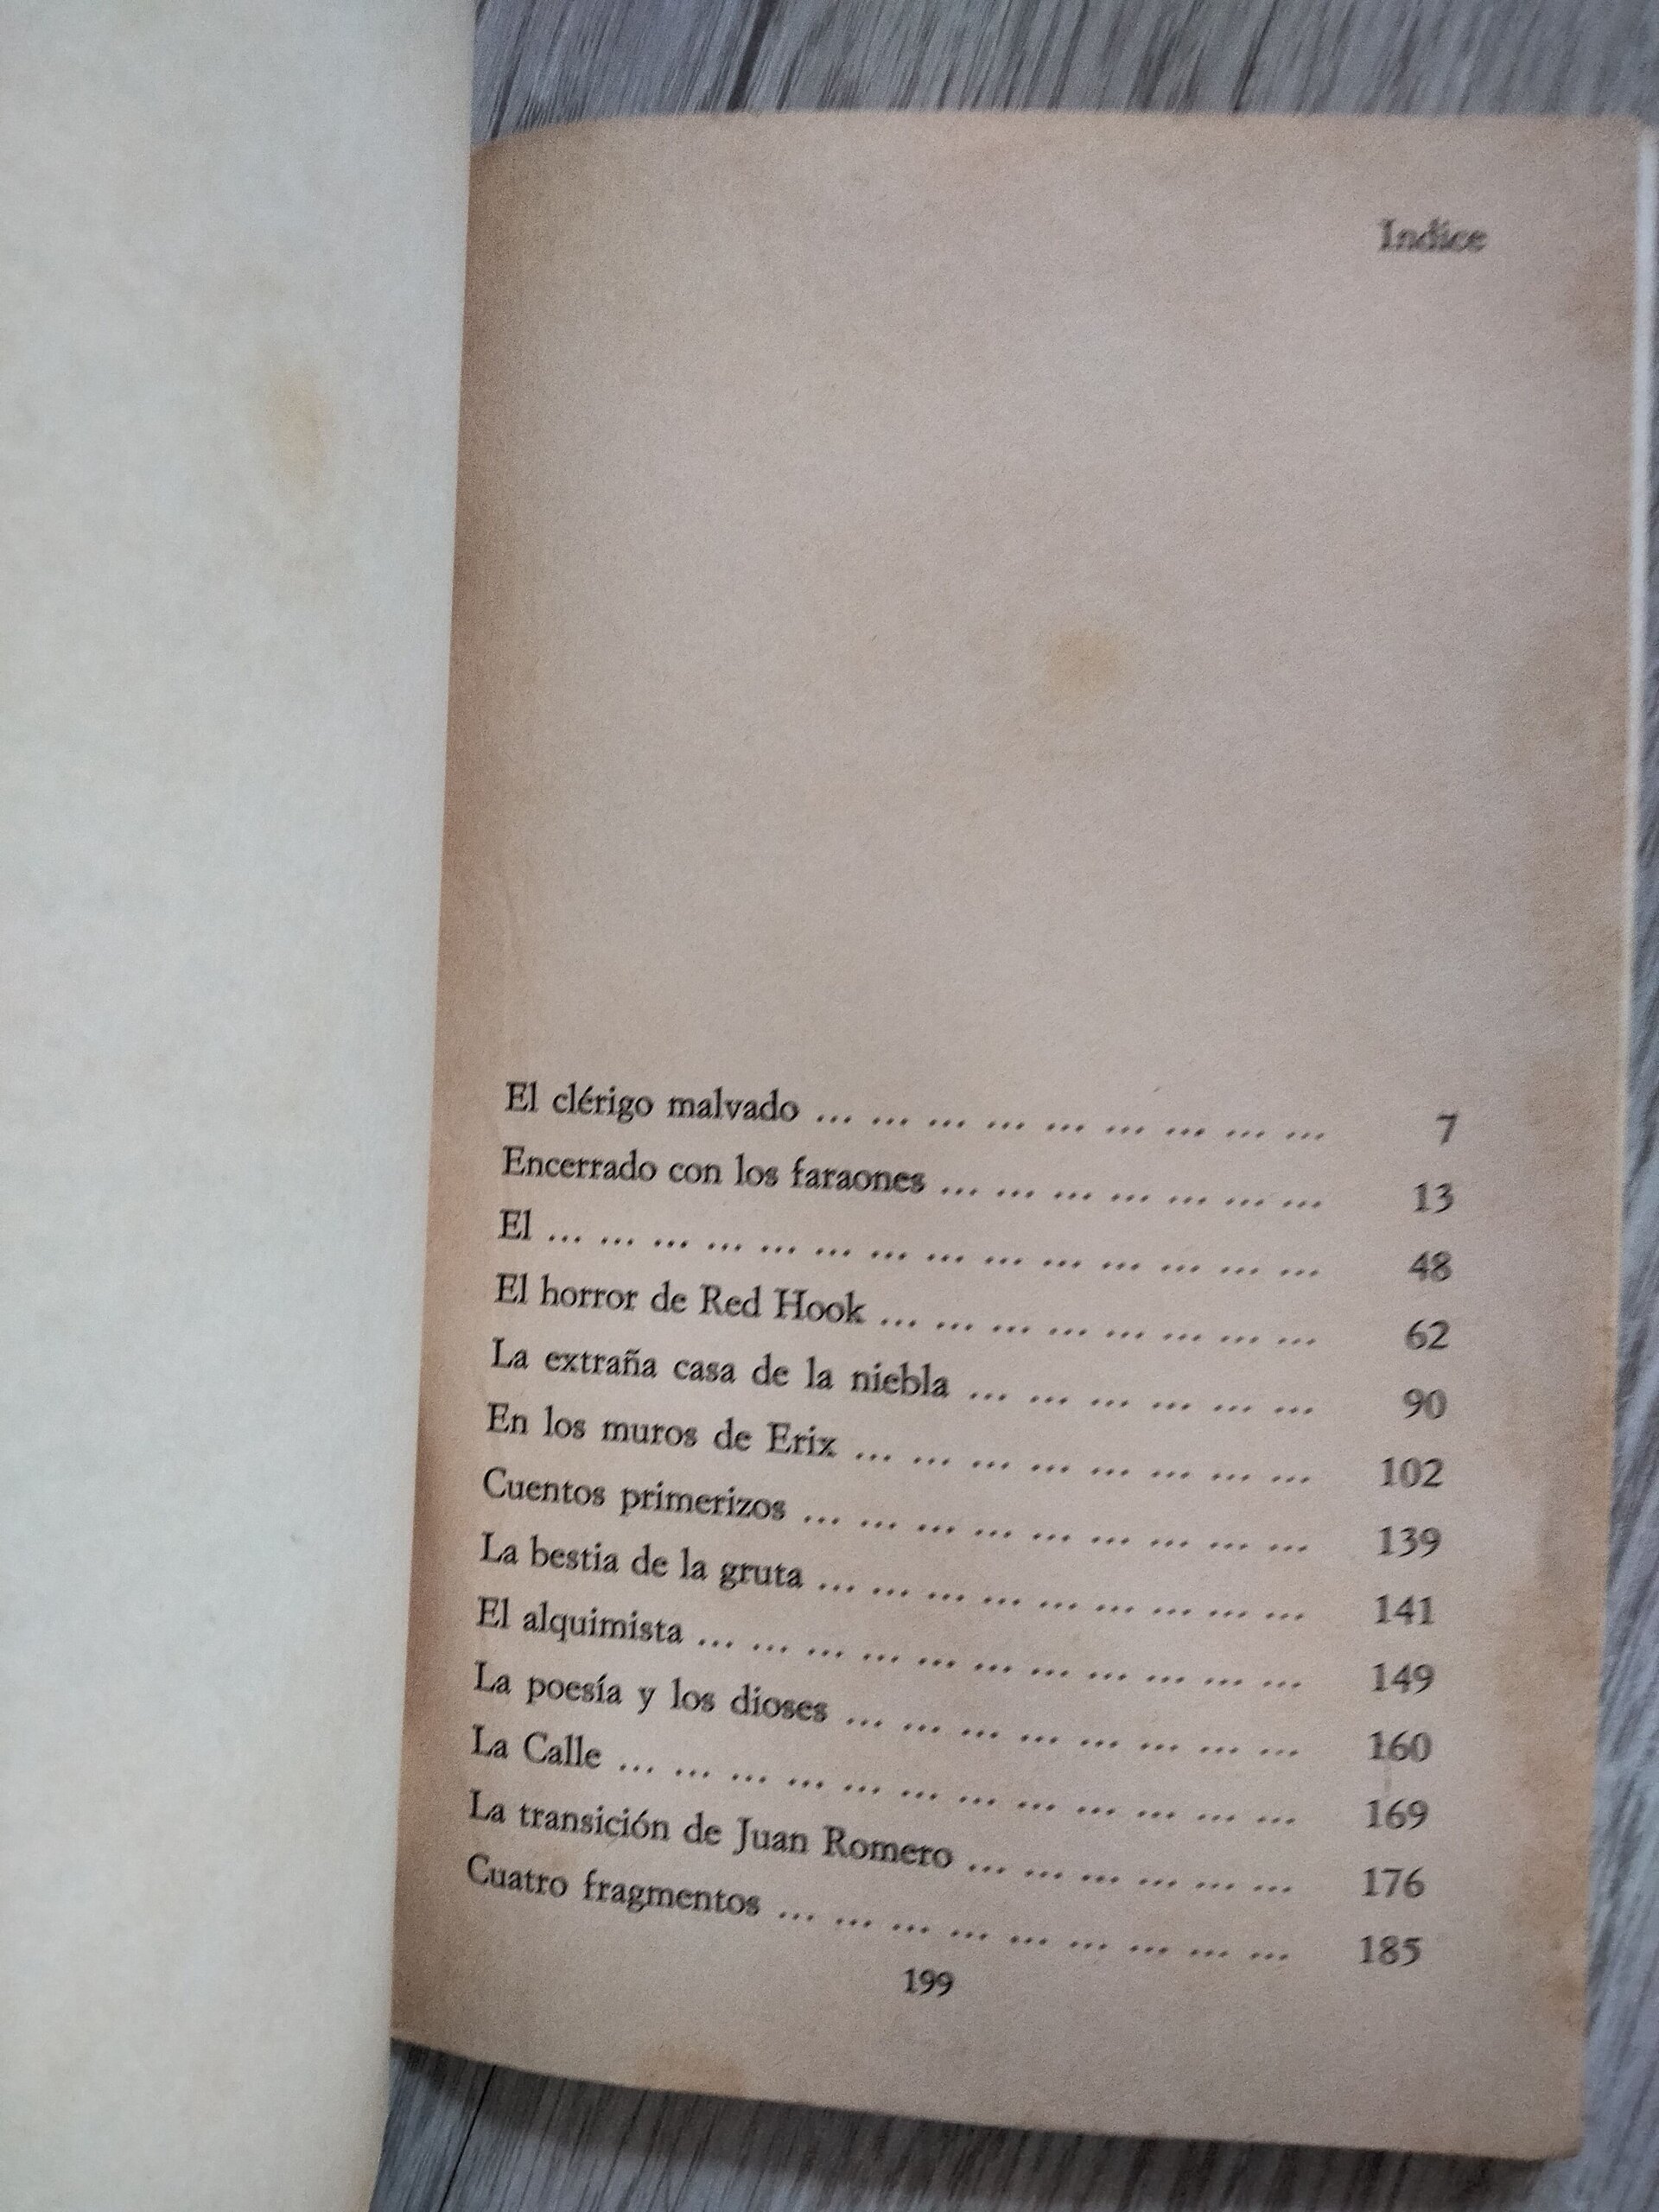 Indice
El clérigo malvado ... ... ... ... ... ... ... ... ... 7
Encerrado con los faraones ... ... ... ... ... ... ... 13
El ... ... ... ... ... ... ... ... ... ... ... ... ... ... 48
El horror de Red Hook ... ... ... ... ... ... ... ... 62
La extraña casa de la niebla ... ... ... ... ... ... 90
En los muros de Erix ... ... ... ... ... ... ... ... 102
Cuentos primerizos ... ... ... ... ... ... ... ... ... 139
La bestia de la gruta ... ... ... ... ... ... ... ... ... 141
El alquimista ... ... ... ... ... ... ... ... ... ... ... 149
La poesía y los dioses ... ... ... ... ... ... ... ... 160
La Calle ... ... ... ... ... ... ... ... ... ... ... ... 169
La transición de Juan Romero ... ... ... ... ... ... 176
Cuatro fragmentos ... ... ... ... ... ... ... ... ... 185
199